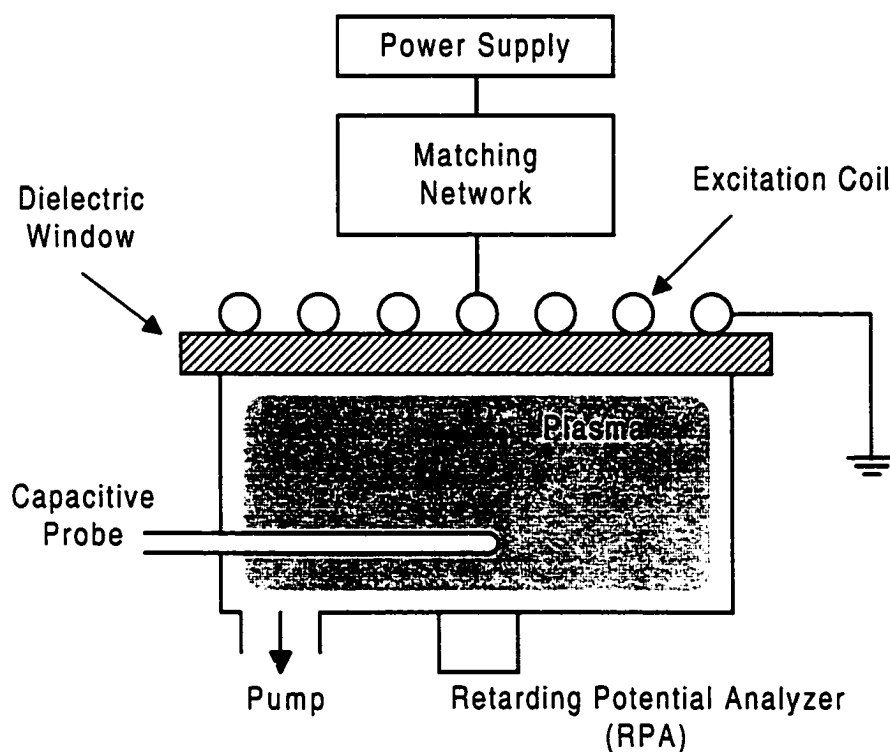 Power Supply
Matching
Network
Excitation Coil
Dielectric
Window
Plasma
Capacitive
Probe
Pump
Retarding Potential Analyzer
(RPA)